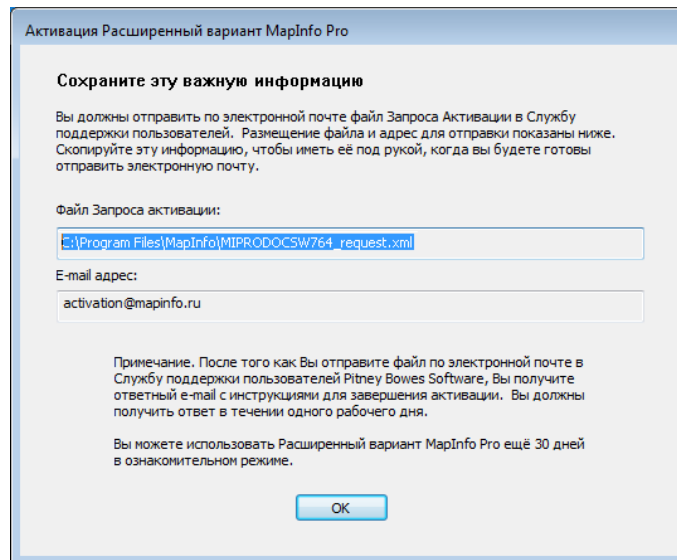 Активация Расширенный вариант MapInfo Pro
Сохраните эту важную информацию
Вы должны отправить по электронной почте файл Запроса Активации в Службу
поддержки пользователей. Размещение файла и адрес для отправки показаны ниже.
Скопируйте эту информацию, чтобы иметь её под рукой, когда вы будете готовы
отправить электронную почту.
Файл Запроса активации:
C:\Program Files\MapInfo\MIPRODOCSW764_request.xml
E-mail адрес:
activation@mapinfo.ru
Примечание. После того как Вы отправите файл по электронной почте в
Службу поддержки пользователей Pitney Bowes Software, Вы получите
ответный e-mail с инструкциями для завершения активации. Вы должны
получить ответ в течении одного рабочего дня.
Вы можете использовать Расширенный вариант MapInfo Pro ещё 30 дней
в ознакомительном режиме.
OK